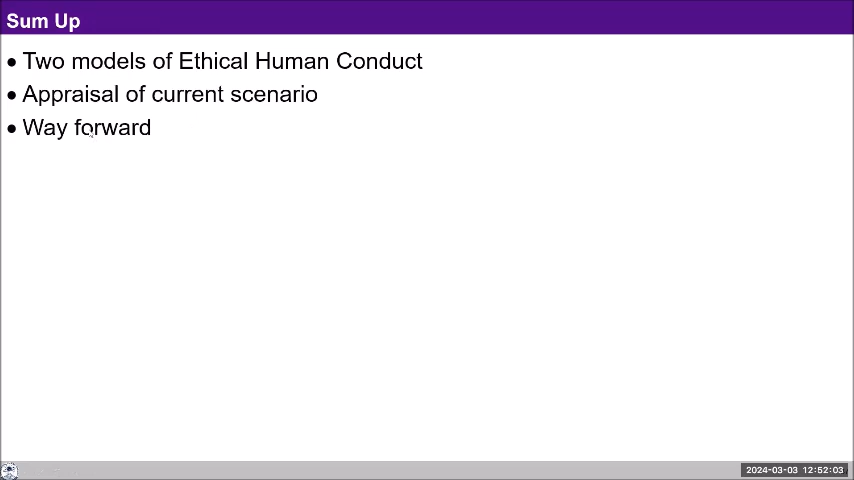 Sum Up
• Two models of Ethical Human Conduct
• Appraisal of current scenario
• Way forward
2024-03-03 12:52:03